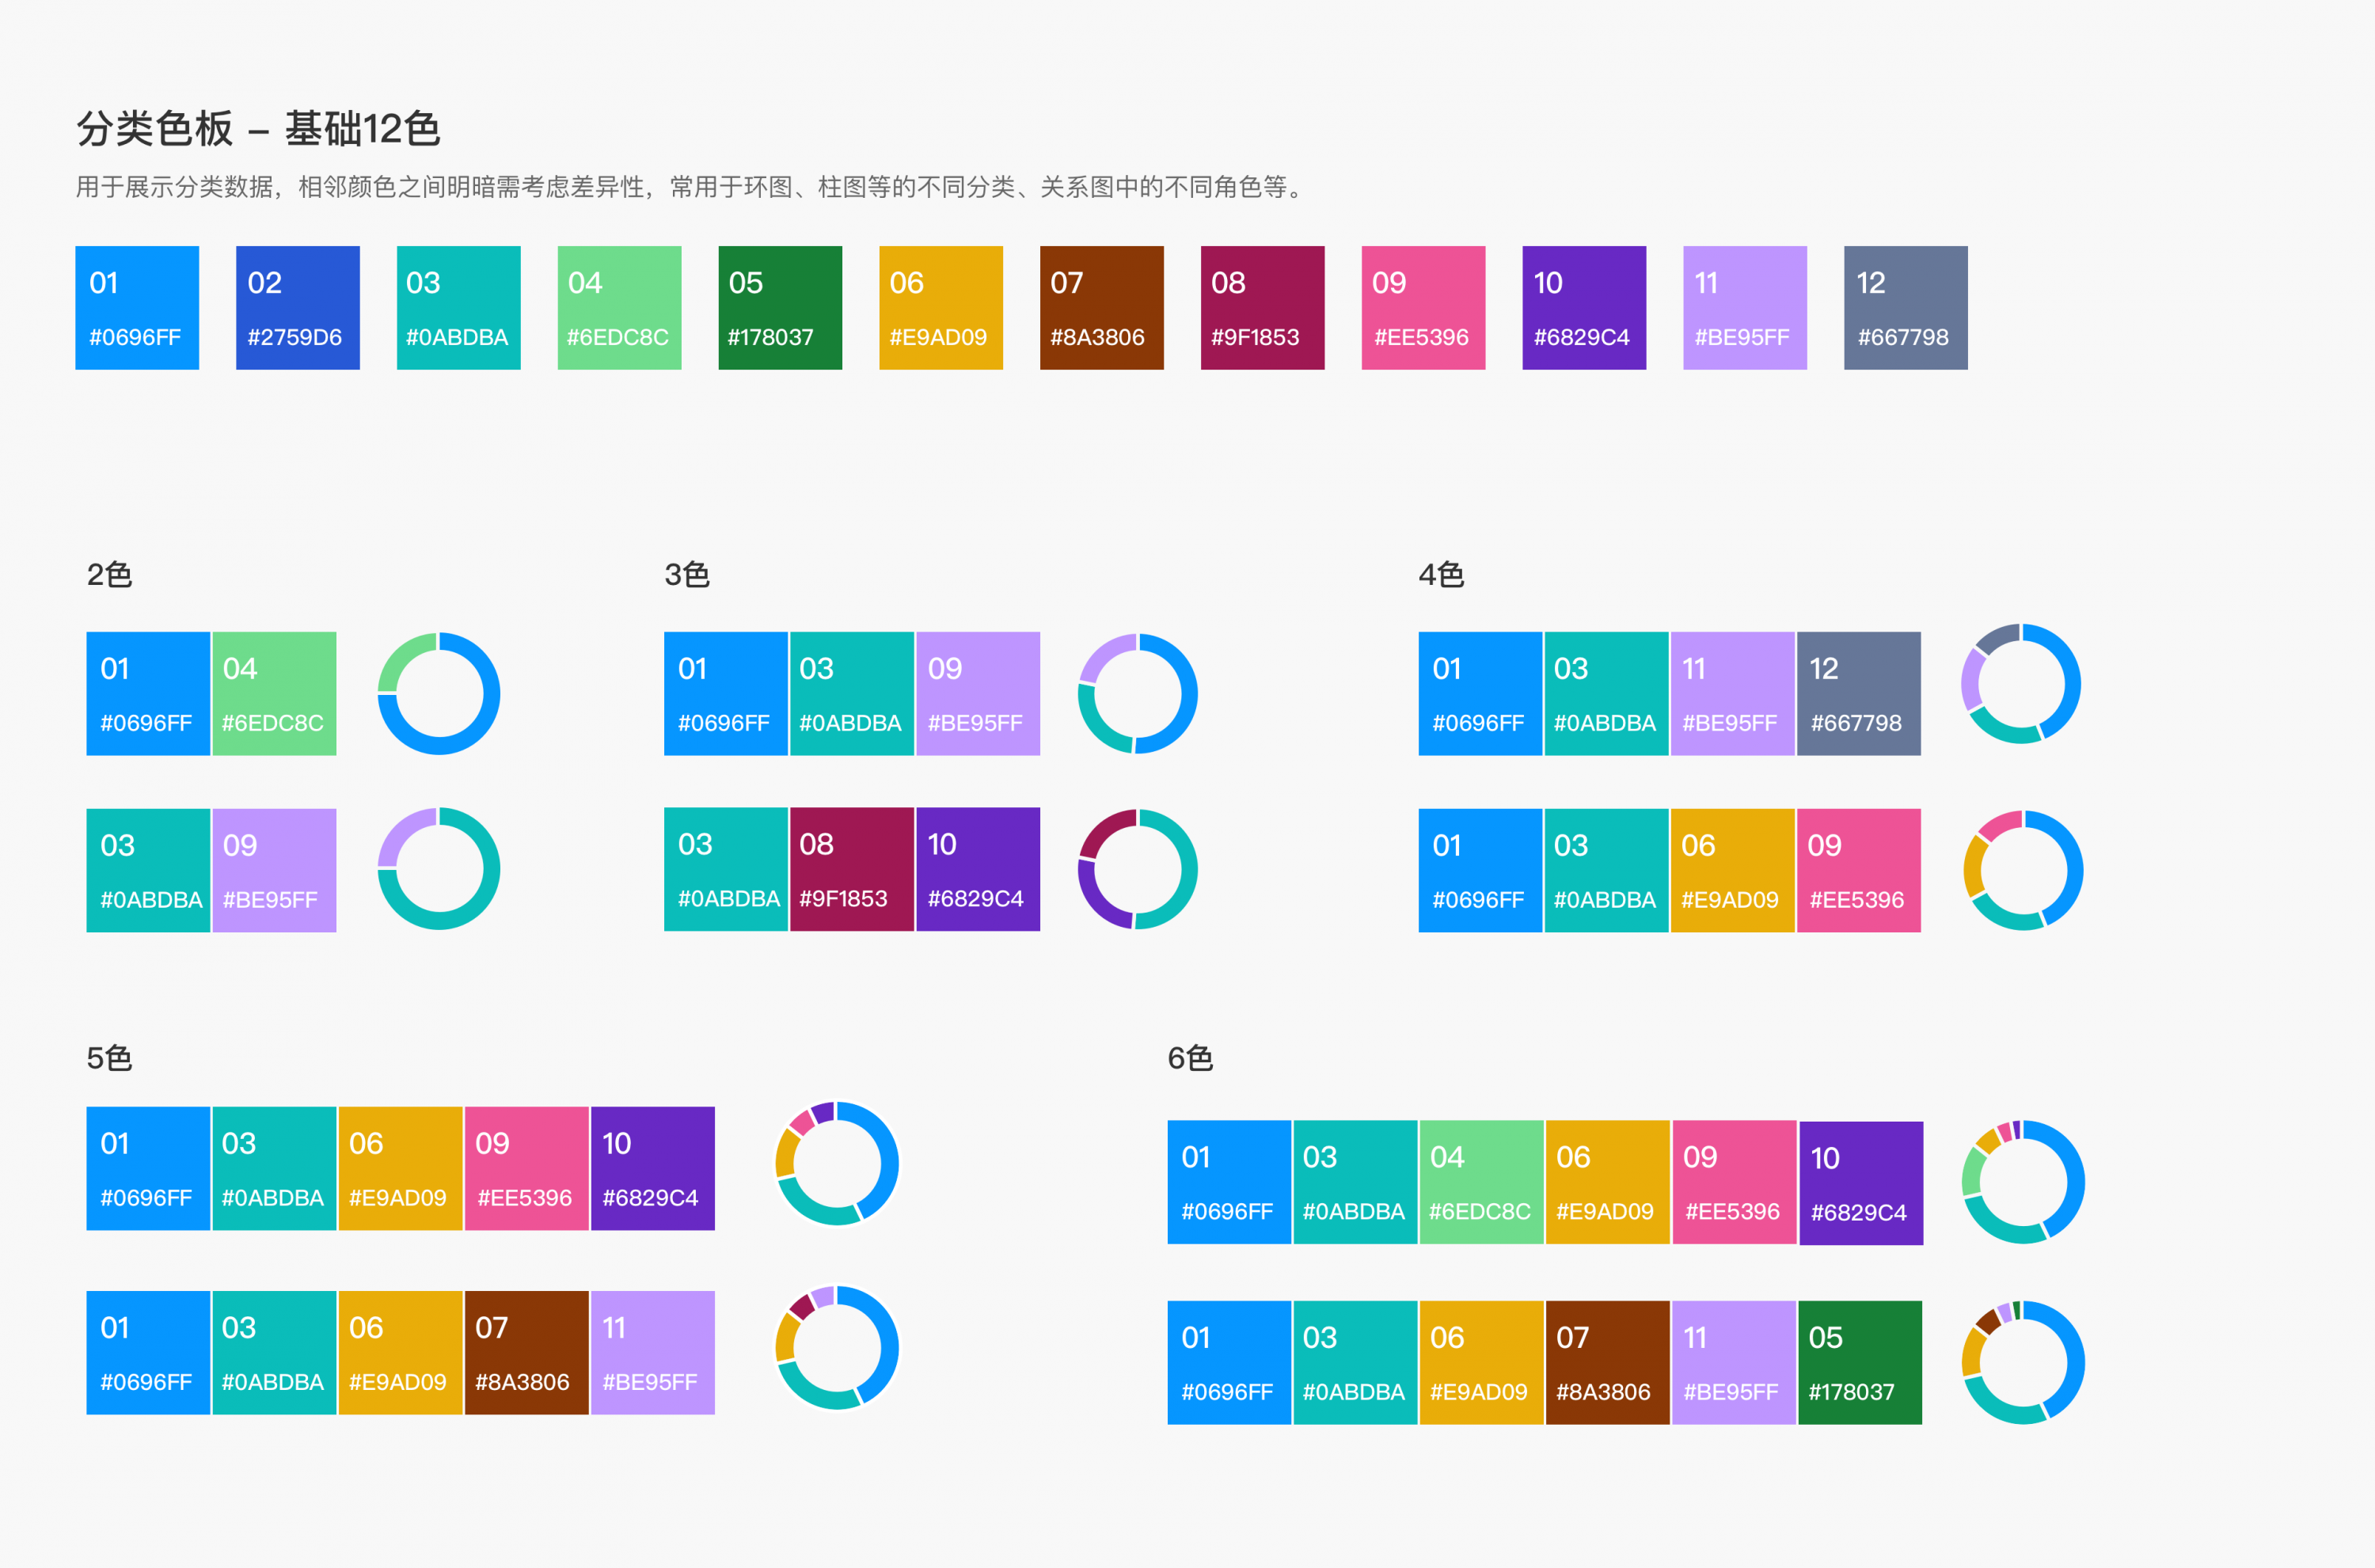 分类色板 – 基础12色
用于展示分类数据，相邻颜色之间明暗需考虑差异性，常用于环图、柱图等的不同分类、关系图中的不同角色等。
01 02 03 04 05 06 07 08 09 10 11 12
#0696FF #2759D6 #0ABDBA #6EDC8C #178037 #E9AD09 #8A3806 #9F1853 #EE5396 #6829C4 #BE95FF #667798
2色
01 04
#0696FF #6EDC8C
03 09
#0ABDBA #BE95FF
3色
01 03 09
#0696FF #0ABDBA #BE95FF
03 08 10
#0ABDBA #9F1853 #6829C4
4色
01 03 11 12
#0696FF #0ABDBA #BE95FF #667798
01 03 06 09
#0696FF #0ABDBA #E9AD09 #EE5396
5色
01 03 06 09 10
#0696FF #0ABDBA #E9AD09 #EE5396 #6829C4
01 03 06 07 11
#0696FF #0ABDBA #E9AD09 #8A3806 #BE95FF
6色
01 03 04 06 09 10
#0696FF #0ABDBA #6EDC8C #E9AD09 #EE5396 #6829C4
01 03 06 07 11 05
#0696FF #0ABDBA #E9AD09 #8A3806 #BE95FF #178037